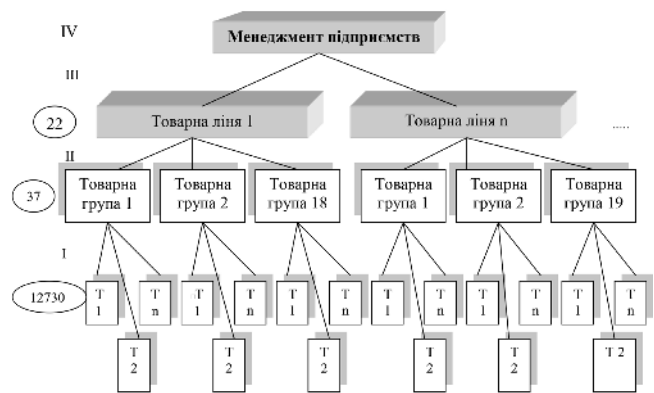 IV
Менеджмент підприємств
III
22
Товарна ліня 1
Товарна ліня n
.....
II
37
Товарна
група 1
Товарна
група 2
Товарна
група 18
Товарна
група 1
Товарна
група 2
Товарна
група 19
I
12730
Т
1
Т
n
Т
1
Т
n
Т
1
Т
n
Т
1
Т
n
Т
1
Т
n
Т
1
Т
n
Т
2
Т
2
Т
2
Т
2
Т
2
Т 2